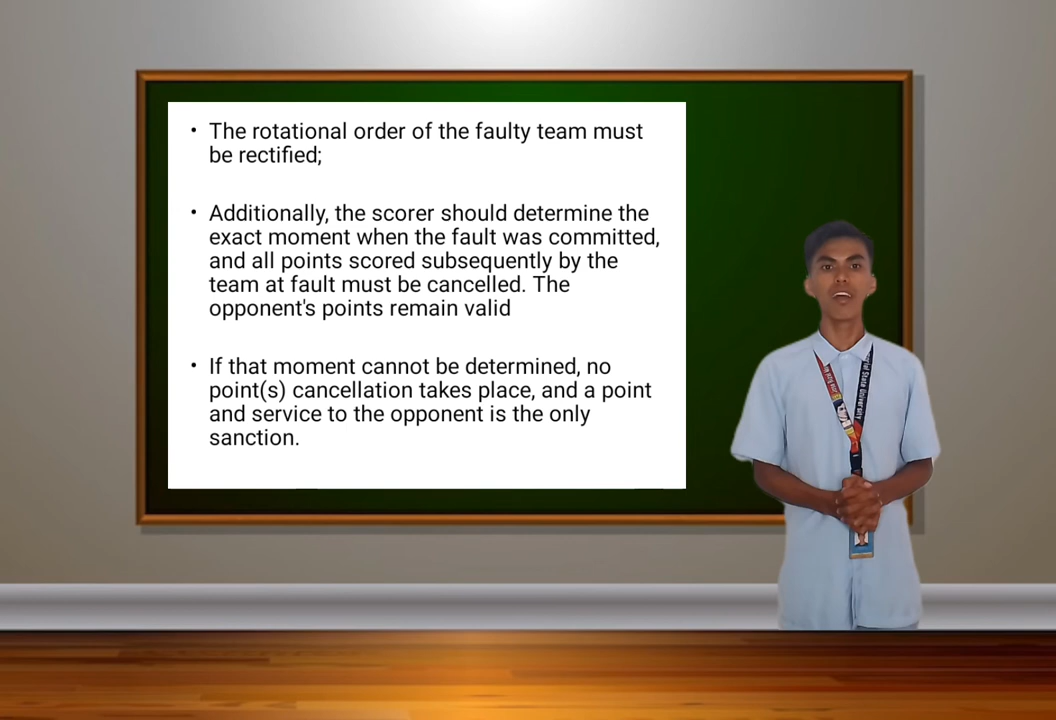 • The rotational order of the faulty team must
be rectified;
• Additionally, the scorer should determine the
exact moment when the fault was committed,
and all points scored subsequently by the
team at fault must be cancelled. The
opponent's points remain valid
• If that moment cannot be determined, no
point(s) cancellation takes place, and a point
and service to the opponent is the only
sanction.
State University